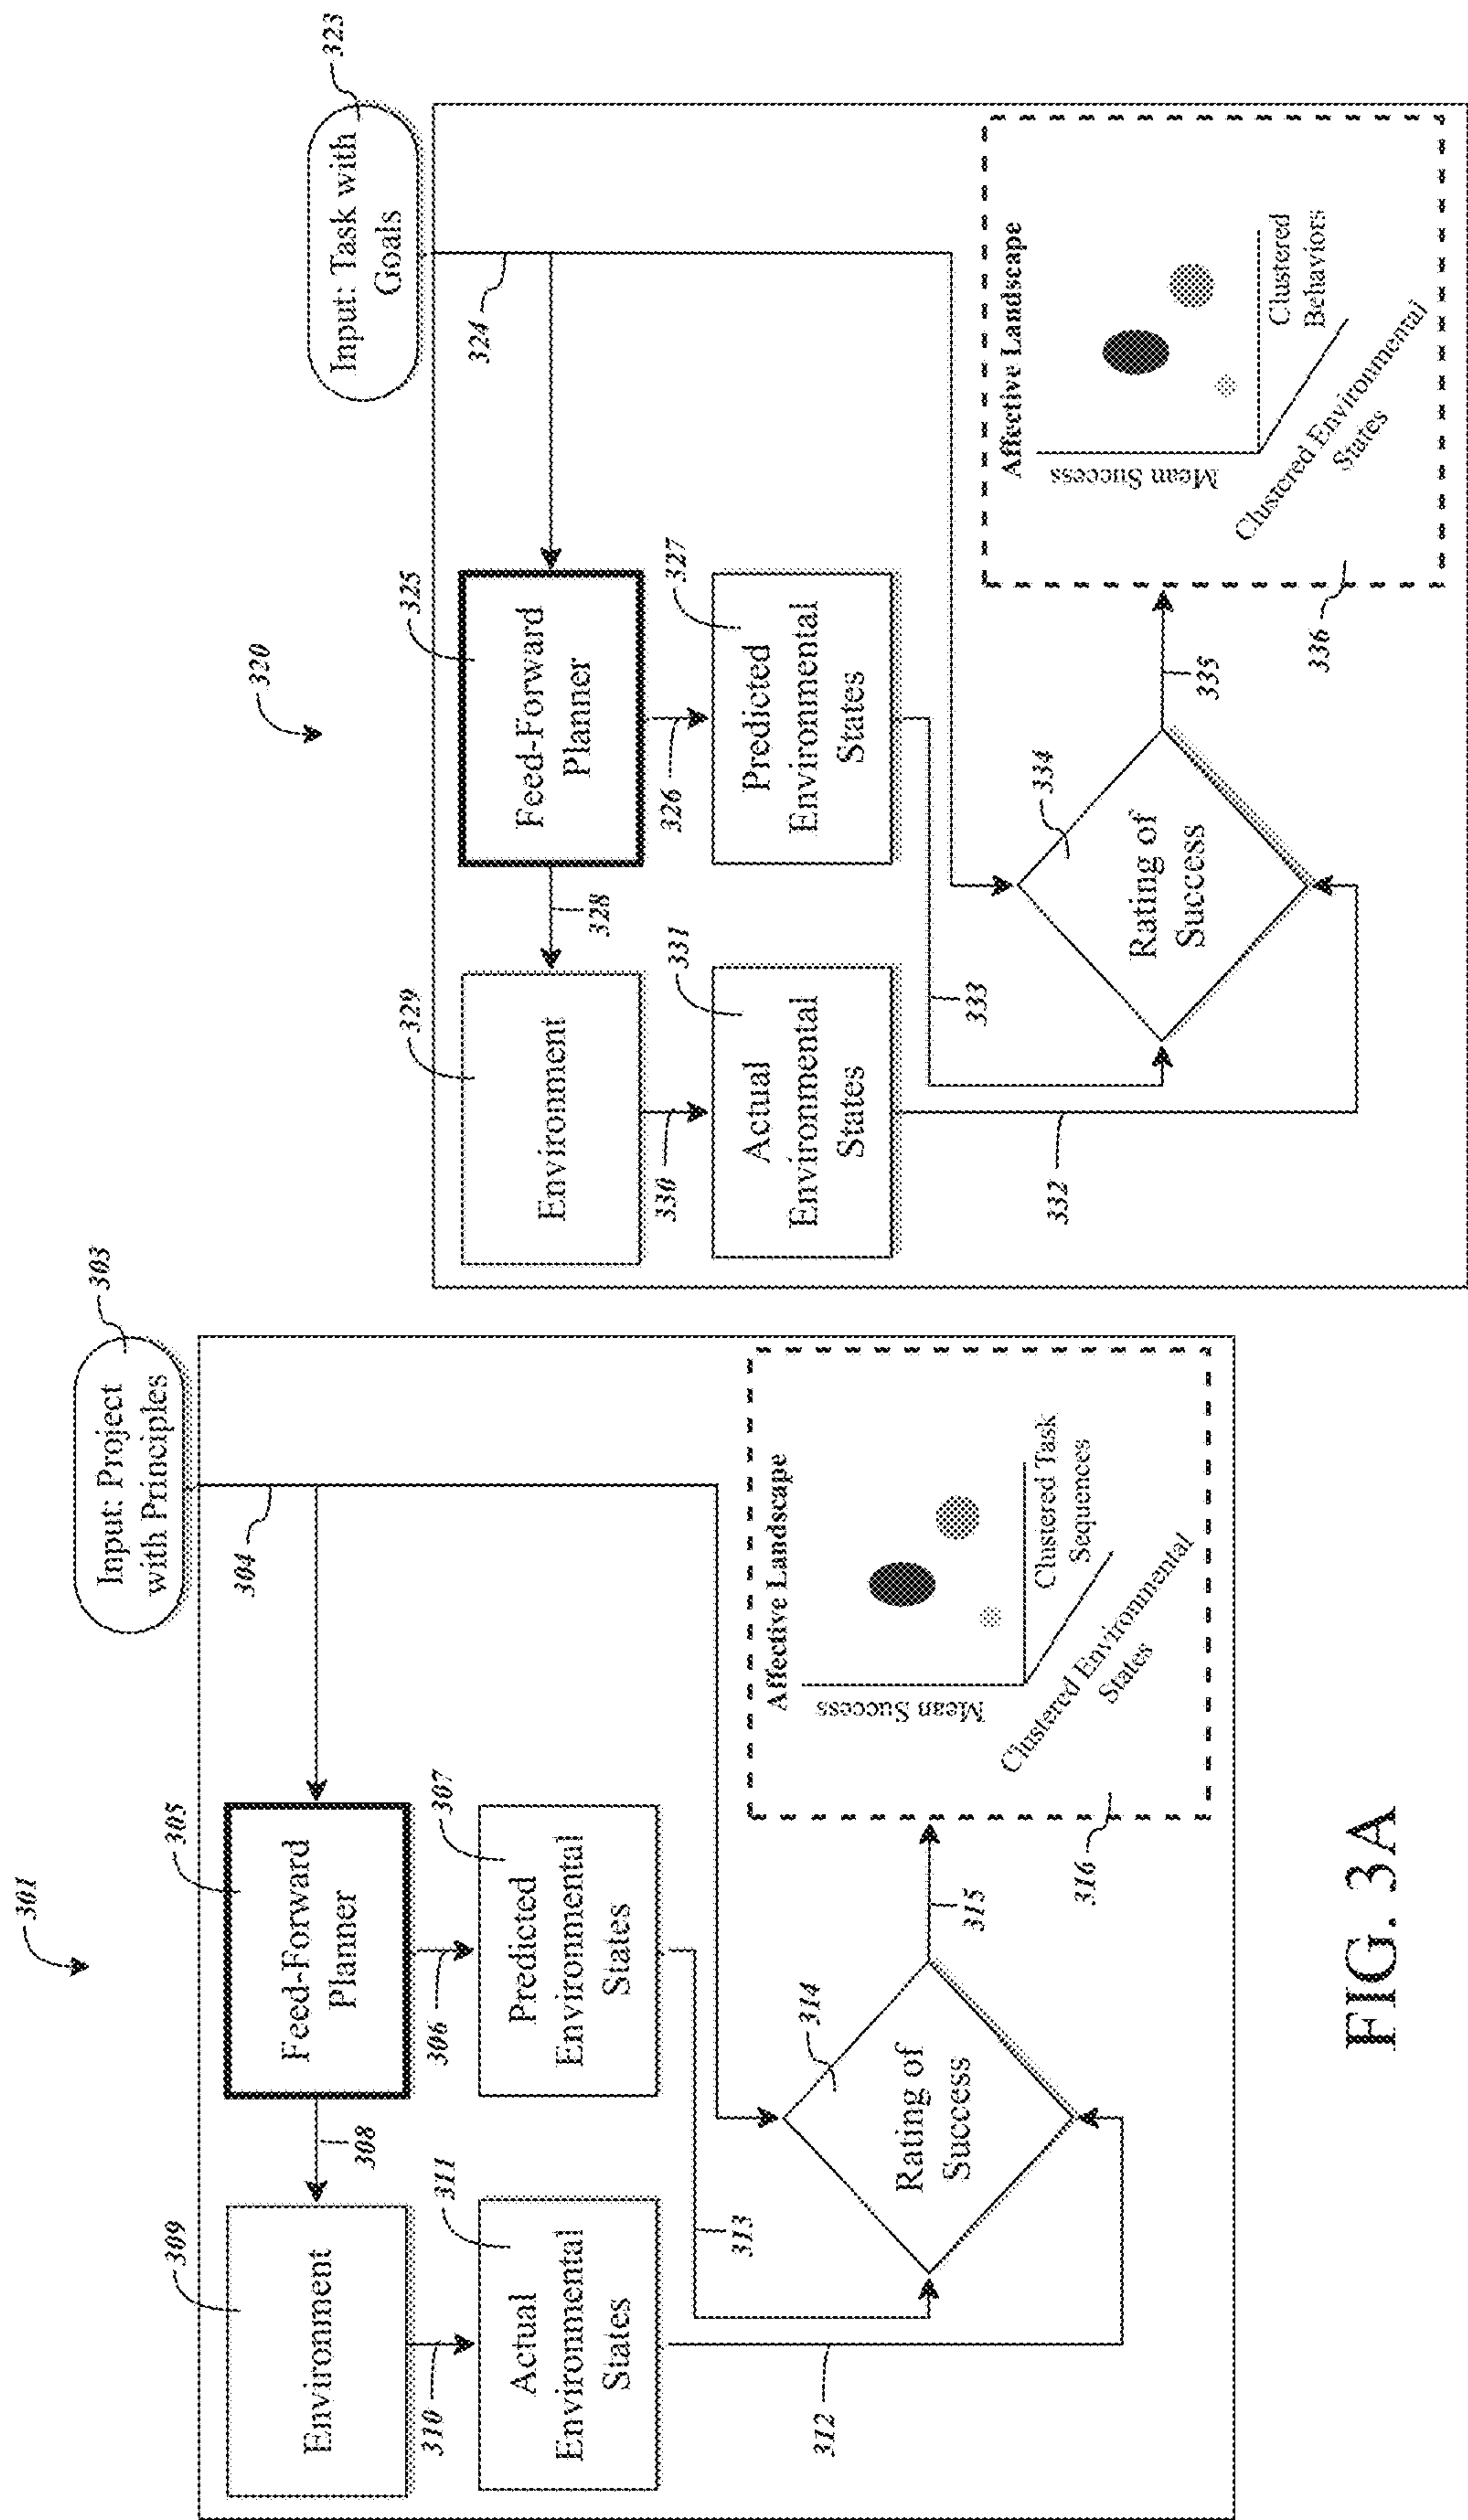 301
Input: Project
with Principles
303
304
309
Environment
308
305
Feed-Forward
Planner
310
306
311
Actual
Environmental
States
307
Predicted
Environmental
States
313
312
314
Rating of
Success
315
316
Affective Landscape
Mean Success
Clustered Task
Sequences
Clustered Environmental
States
320
Input: Task with
Goals
323
324
329
Environment
328
325
Feed-Forward
Planner
330
326
331
Actual
Environmental
States
327
Predicted
Environmental
States
333
332
334
Rating of
Success
335
336
Affective Landscape
Mean Success
Clustered
Behaviors
Clustered Environmental
States
FIG. 3A